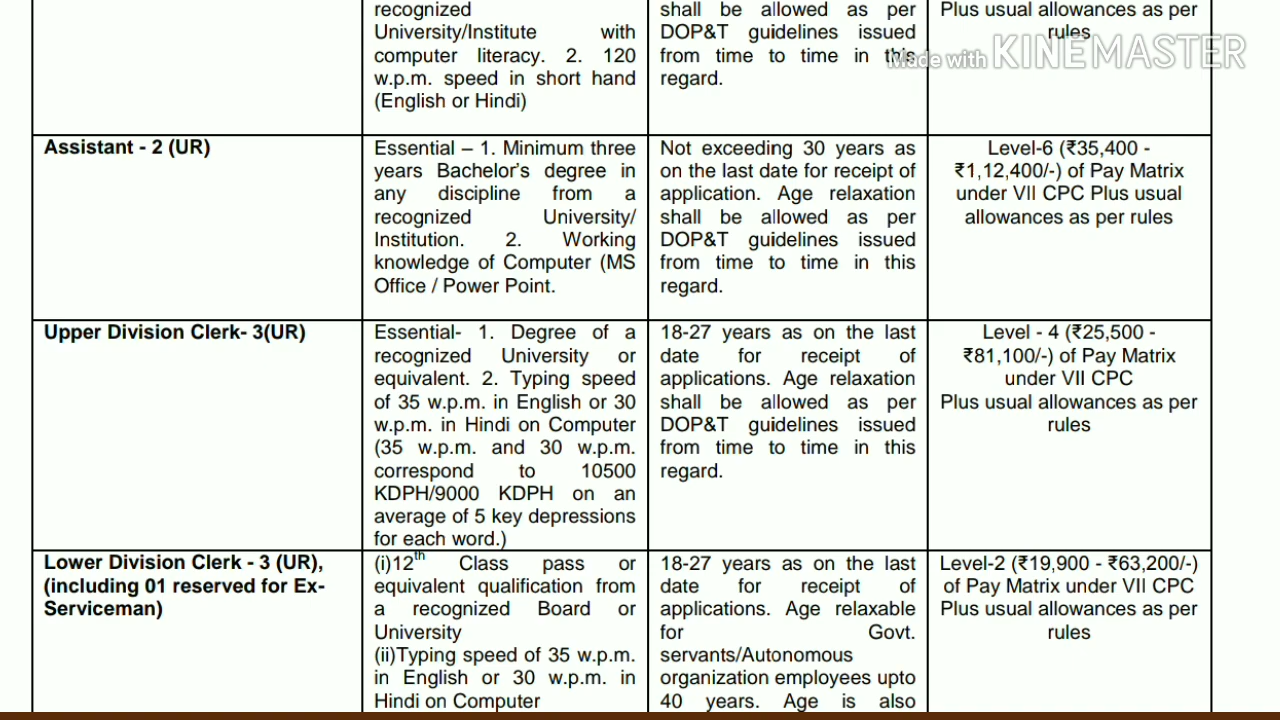 recognized
University/Institute with
computer literacy. 2. 120
w.p.m. speed in short hand
(English or Hindi)
shall be allowed as per
DOP&T guidelines issued
from time to time in this
regard.
Plus usual allowances as per
rules
Made with KINEMASTER
Assistant - 2 (UR)
Essential – 1. Minimum three
years Bachelor's degree in
any discipline from a
recognized University/
Institution. 2. Working
knowledge of Computer (MS
Office / Power Point.
Not exceeding 30 years as
on the last date for receipt of
application. Age relaxation
shall be allowed as per
DOP&T guidelines issued
from time to time in this
regard.
Level-6 (₹35,400 -
₹1,12,400/-) of Pay Matrix
under VII CPC Plus usual
allowances as per rules
Upper Division Clerk- 3(UR)
Essential- 1. Degree of a
recognized University or
equivalent. 2. Typing speed
of 35 w.p.m. in English or 30
w.p.m. in Hindi on Computer
(35 w.p.m. and 30 w.p.m.
correspond to 10500
KDPH/9000 KDPH on an
average of 5 key depressions
for each word.)
18-27 years as on the last
date for receipt of
applications. Age relaxation
shall be allowed as per
DOP&T guidelines issued
from time to time in this
regard.
Level - 4 (₹25,500 -
₹81,100/-) of Pay Matrix
under VII CPC
Plus usual allowances as per
rules
Lower Division Clerk - 3 (UR),
(including 01 reserved for Ex-
Serviceman)
(i)12th Class pass or
equivalent qualification from
a recognized Board or
University
(ii)Typing speed of 35 w.p.m.
in English or 30 w.p.m. in
Hindi on Computer
18-27 years as on the last
date for receipt of
applications. Age relaxable
for Govt.
servants/Autonomous
organization employees upto
40 years. Age is also
Level-2 (₹19,900 - ₹63,200/-)
of Pay Matrix under VII CPC
Plus usual allowances as per
rules